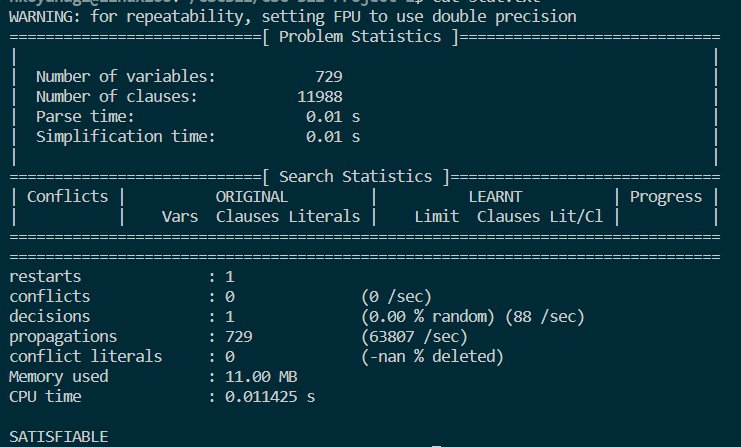 WARNING: for repeatability, setting FPU to use double precision
============================[ Problem Statistics ]=============================
|                                                                             |
|  Number of variables:           729                                         |
|  Number of clauses:           11988                                         |
|  Parse time:                   0.01 s                                       |
|  Simplification time:          0.01 s                                       |
|                                                                             |
============================[ Search Statistics ]==============================
| Conflicts |          ORIGINAL         |          LEARNT          | Progress |
|           |    Vars  Clauses Literals |    Limit  Clauses Lit/Cl |          |
===============================================================================
===============================================================================
restarts              : 1
conflicts             : 0              (0 /sec)
decisions             : 1              (0.00 % random) (88 /sec)
propagations          : 729            (63807 /sec)
conflict literals     : 0              (-nan % deleted)
Memory used           : 11.00 MB
CPU time              : 0.011425 s

SATISFIABLE